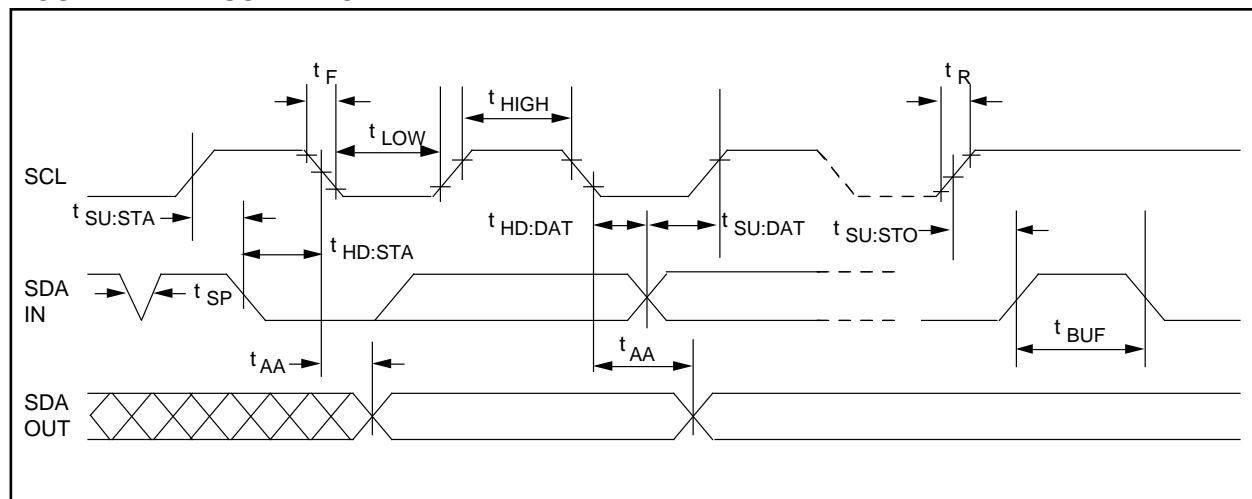 t F
t R
t HIGH
t LOW
SCL
t SU:STA
t HD:DAT
t SU:DAT
t SU:STO
t HD:STA
SDA
IN
t SP
t BUF
t AA
t AA
SDA
OUT